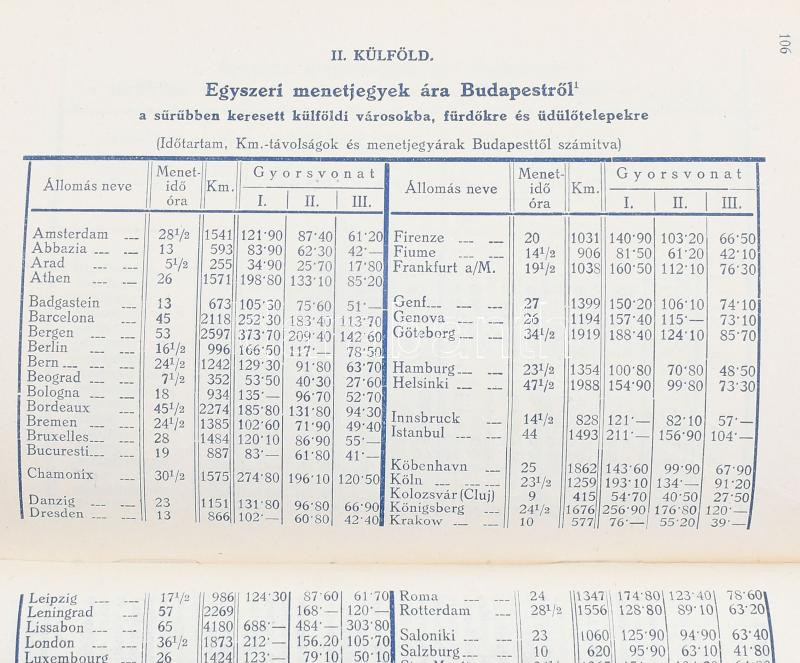 106
II. KÜLFÖLD.
Egyszeri menetjegyek ára Budapestről¹
a sűrűbben keresett külföldi városokba, fürdőkre és üdülőtelepekre
(Időtartam, Km.-távolságok és menetjegyárak Budapesttől számitva)
Állomás neve Menet-idő óra Km. Gyorsvonat I. II. III.
Amsterdam 28½ 1541 121·90 87·40 61·20
Abbazia 13 593 83·90 62·30 42·—
Arad 5½ 255 34·90 25·70 17·80
Athen 26 1571 198·80 133·10 85·20
Badgastein 13 673 105·30 75·60 51·—
Barcelona 45 2118 252·30 183·40 113·70
Bergen 53 2597 373·70 209·40 142·60
Berlin 16½ 996 166·50 117·— 78·50
Bern 24½ 1242 129·30 91·80 63·70
Beograd 7½ 352 53·50 40·30 27·60
Bologna 18 934 135·— 96·70 52·70
Bordeaux 45½ 2274 185·80 131·80 94·30
Bremen 24½ 1385 102·60 71·90 49·40
Bruxelles 28 1484 120·10 86·90 55·—
Bucuresti 19 887 83·— 61·80 41·—
Chamonix 30½ 1575 274·80 196·10 120·50
Danzig 23 1151 131·80 96·80 66·90
Dresden 13 866 102·— 60·80 42·40
Állomás neve Menet-idő óra Km. Gyorsvonat I. II. III.
Firenze 20 1031 140·90 103·20 66·50
Fiume 14½ 906 81·50 61·20 42·10
Frankfurt a/M. 19½ 1038 160·50 112·10 76·30
Genf 27 1399 150·20 106·10 74·10
Genova 26 1194 157·40 115·— 73·10
Göteborg 34½ 1919 188·40 124·10 85·70
Hamburg 23½ 1354 100·80 70·80 48·50
Helsinki 47½ 1988 154·90 99·80 73·30
Innsbruck 14½ 828 121·— 82·10 57·—
Istanbul 44 1493 211·— 156·90 104·—
Köbenhavn 25 1862 143·60 99·90 67·90
Köln 23½ 1259 193·10 134·— 91·20
Kolozsvár (Cluj) 9 415 54·70 40·50 27·50
Königsberg 24½ 1676 256·90 176·80 120·—
Krakow 10 577 76·— 55·20 39·—
Leipzig 17½ 986 124·30 87·60 61·70
Leningrad 57 2269 168·— 120·—
Lissabon 65 4180 688·— 484·— 303·80
London 36½ 1873 212·— 156.20 105·70
Luxembourg 26 1424 123·— 79·10 50·10
Roma 24 1347 174·80 123·40 78·60
Rotterdam 28½ 1556 128·80 89·10 63·20
Saloniki 23 1060 125·90 94·90 63·40
Salzburg 10 620 95·90 63·10 41·80